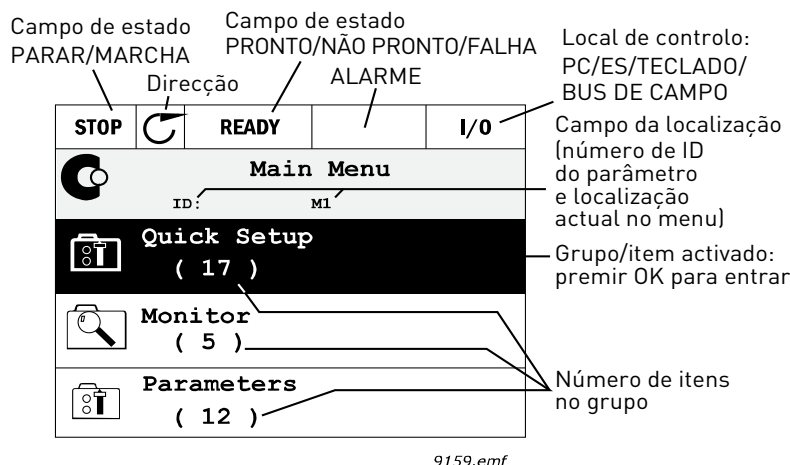 Campo de estado
PARAR/MARCHA
Direcção
Campo de estado
PRONTO/NÃO PRONTO/FALHA
ALARME
Local de controlo:
PC/ES/TECLADO/
BUS DE CAMPO
STOP
READY
I/O
Campo da localização
(número de ID
do parâmetro
e localização
actual no menu)
Main Menu
ID:
M1
Quick Setup
( 17 )
Grupo/item activado:
premir OK para entrar
Monitor
( 5 )
Parameters
( 12 )
Número de itens
no grupo
9159.emf